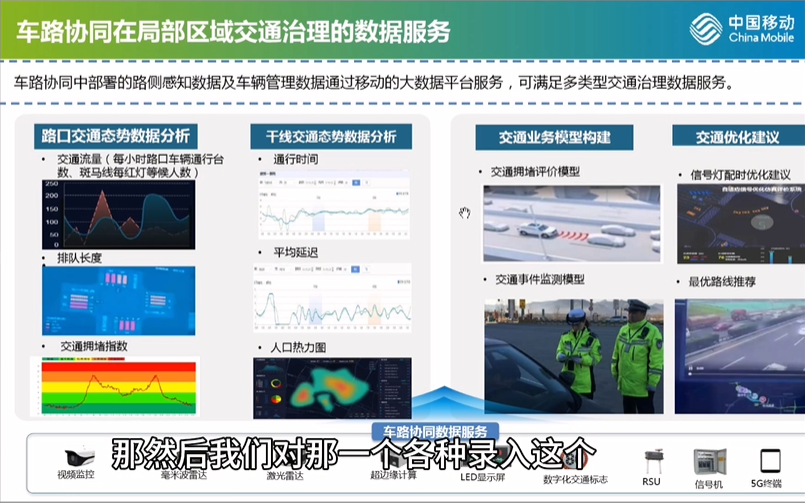 车路协同在局部区域交通治理的数据服务
中国移动
China Mobile
车路协同中部署的路侧感知数据及车辆管理数据通过移动的大数据平台服务，可满足多类型交通治理数据服务。
路口交通态势数据分析
• 交通流量（每小时路口车辆通行台
数、斑马线每红灯等候人数）
250
200
150
100
50
0
• 排队长度
• 交通拥堵指数
干线交通态势数据分析
• 通行时间
• 平均延迟
• 人口热力图
交通业务模型构建
• 交通拥堵评价模型
• 交通事件监测模型
交通优化建议
• 信号灯配时优化建议
• 最优路线推荐
车路协同数据服务
那然后我们对那一个各种录入这个
视频监控
毫米波雷达
激光雷达
超边缘计算
LED显示屏
数字化交通标志
RSU
信号机
5G终端